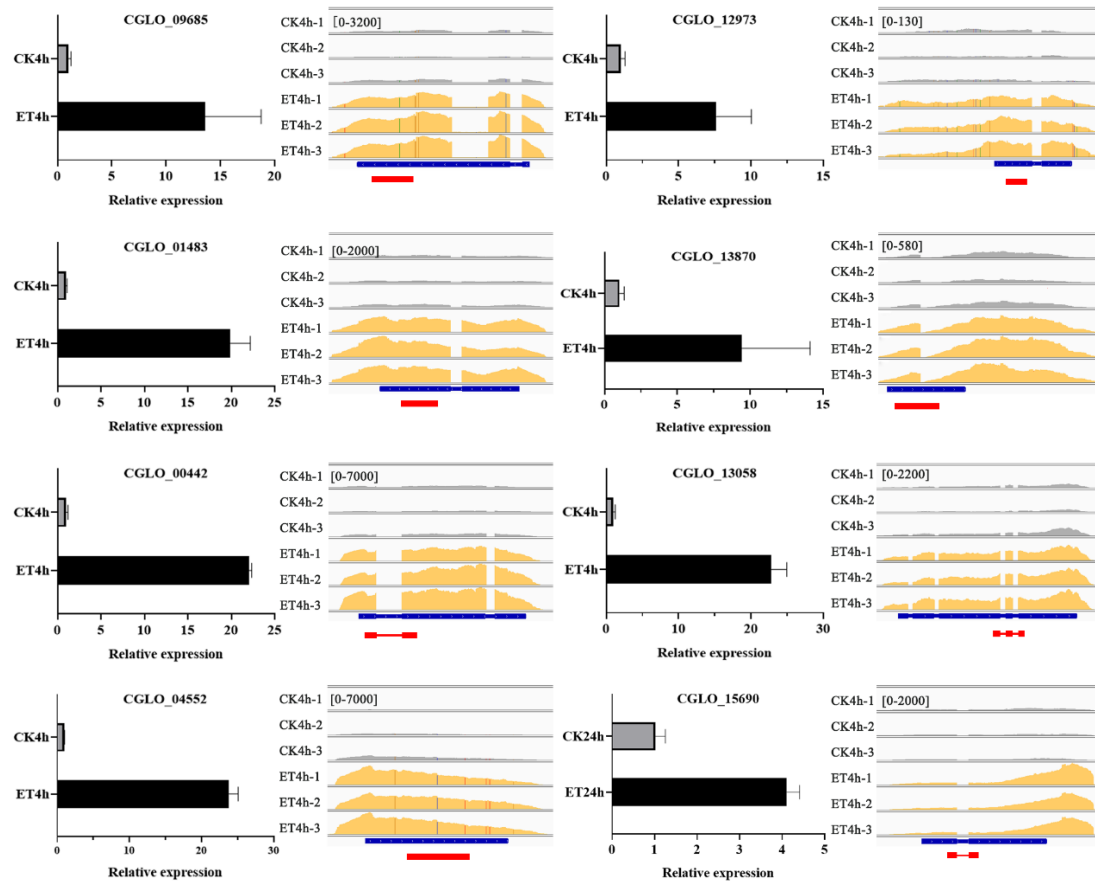 CGLO_09685
CK4h
ET4h
0 5 10 15 20
Relative expression
CK4h-1 [0-3200]
CK4h-2
CK4h-3
ET4h-1
ET4h-2
ET4h-3
CGLO_12973
CK4h
ET4h
0 5 10 15
Relative expression
CK4h-1 [0-130]
CK4h-2
CK4h-3
ET4h-1
ET4h-2
ET4h-3
CGLO_01483
CK4h
ET4h
0 5 10 15 20 25
Relative expression
CK4h-1 [0-2000]
CK4h-2
CK4h-3
ET4h-1
ET4h-2
ET4h-3
CGLO_13870
CK4h
ET4h
0 5 10 15
Relative expression
CK4h-1 [0-580]
CK4h-2
CK4h-3
ET4h-1
ET4h-2
ET4h-3
CGLO_00442
CK4h
ET4h
0 5 10 15 20 25
Relative expression
CK4h-1 [0-7000]
CK4h-2
CK4h-3
ET4h-1
ET4h-2
ET4h-3
CGLO_13058
CK4h
ET4h
0 10 20 30
Relative expression
CK4h-1 [0-2200]
CK4h-2
CK4h-3
ET4h-1
ET4h-2
ET4h-3
CGLO_04552
CK4h
ET4h
0 10 20 30
Relative expression
CK4h-1 [0-7000]
CK4h-2
CK4h-3
ET4h-1
ET4h-2
ET4h-3
CGLO_15690
CK24h
ET24h
0 1 2 3 4 5
Relative expression
CK4h-1 [0-2000]
CK4h-2
CK4h-3
ET4h-1
ET4h-2
ET4h-3